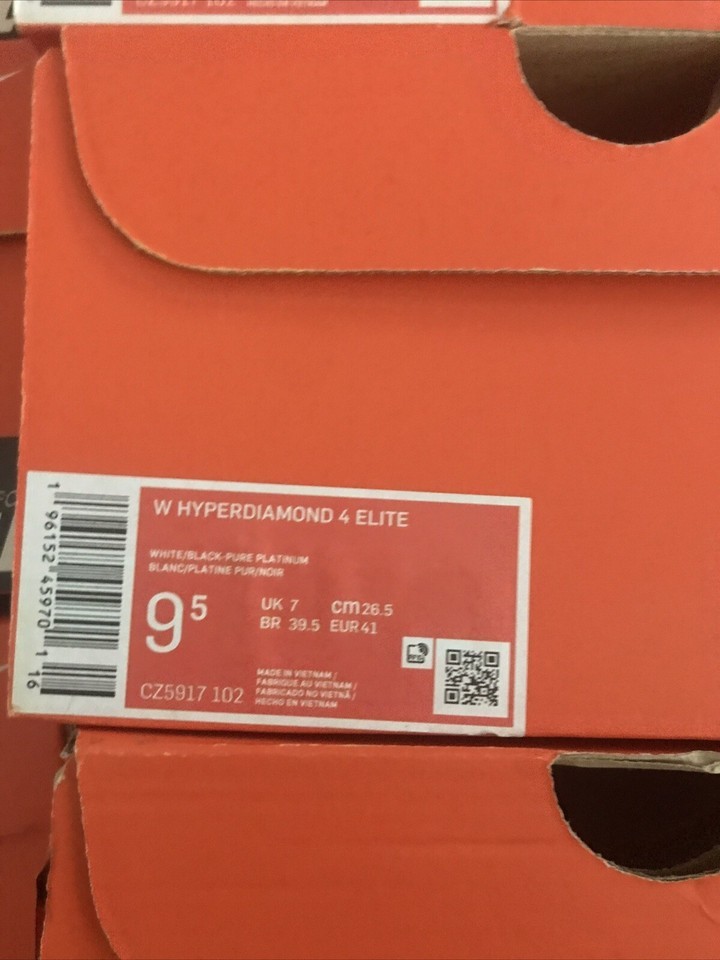 CZ5917 102
W HYPERDIAMOND 4 ELITE
WHITE/BLACK-PURE PLATINUM
BLANC/PLATINE PUR/NOIR
9 5
UK 7 cm 26.5
BR 39.5 EUR 41
MADE IN VIETNAM /
FABRIQUE AU VIETNAM /
FABRICADO NO VIETNÃ /
HECHO EN VIETNAM
CZ5917 102
1 96152 45970 1 16